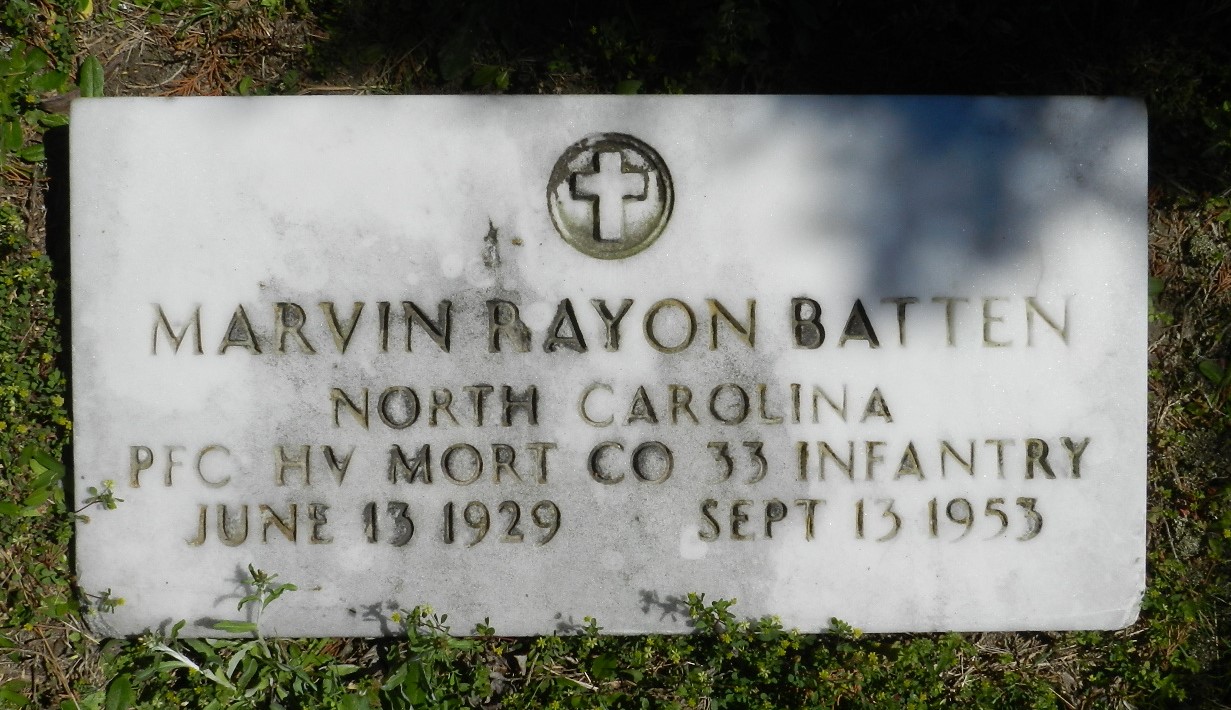 MARVIN RAYON BATTEN
NORTH CAROLINA
PFC HV MORT CO 33 INFANTRY
JUNE 13 1929 SEPT 13 1953